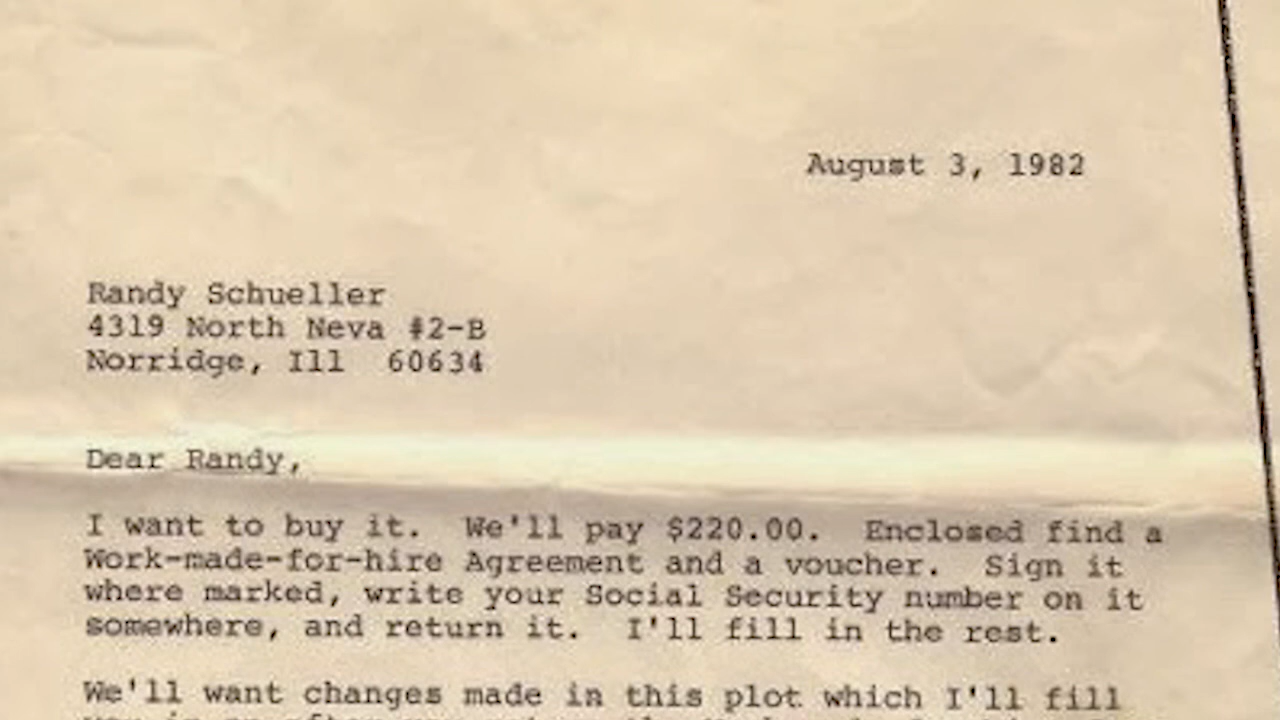 August 3, 1982
Randy Schueller
4319 North Neva #2-B
Norridge, Ill 60634
Dear Randy,
I want to buy it. We'll pay $220.00. Enclosed find a
Work-made-for-hire Agreement and a voucher. Sign it
where marked, write your Social Security number on it
somewhere, and return it. I'll fill in the rest.
We'll want changes made in this plot which I'll fill